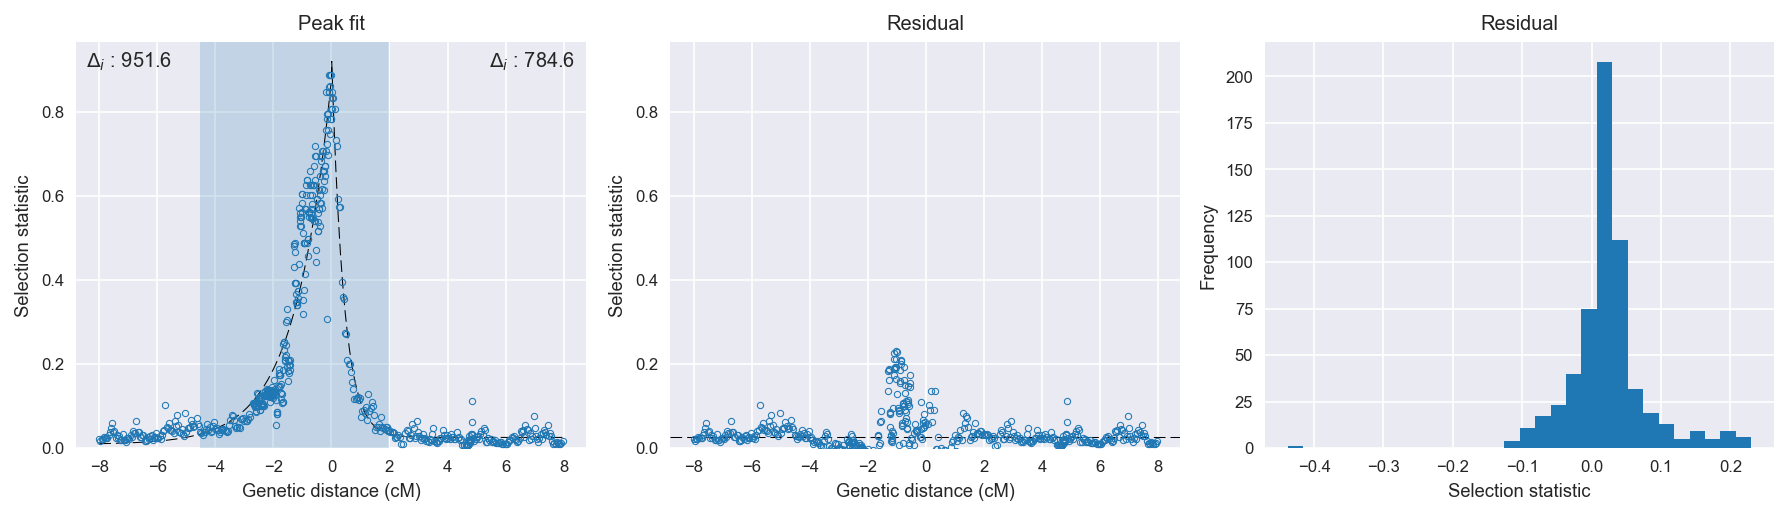 Peak fit
Δi : 951.6
Δi : 784.6
0.8
0.6
0.4
0.2
0.0
−8 −6 −4 −2 0 2 4 6 8
Genetic distance (cM)
Selection statistic
Residual
0.8
0.6
0.4
0.2
0.0
−8 −6 −4 −2 0 2 4 6 8
Genetic distance (cM)
Selection statistic
Residual
200
175
150
125
100
75
50
25
0
−0.4 −0.3 −0.2 −0.1 0.0 0.1 0.2
Selection statistic
Frequency